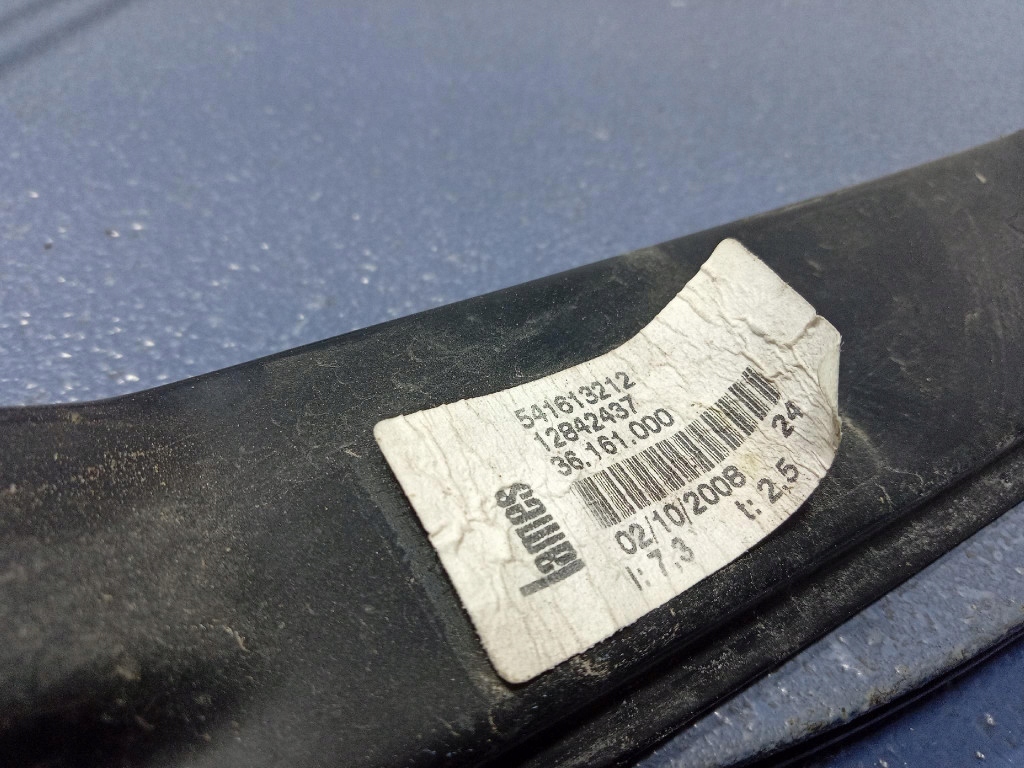 541613212
12842437
36.161.000
Lames
24
02/10/2008
l: 7,3 t: 2,5